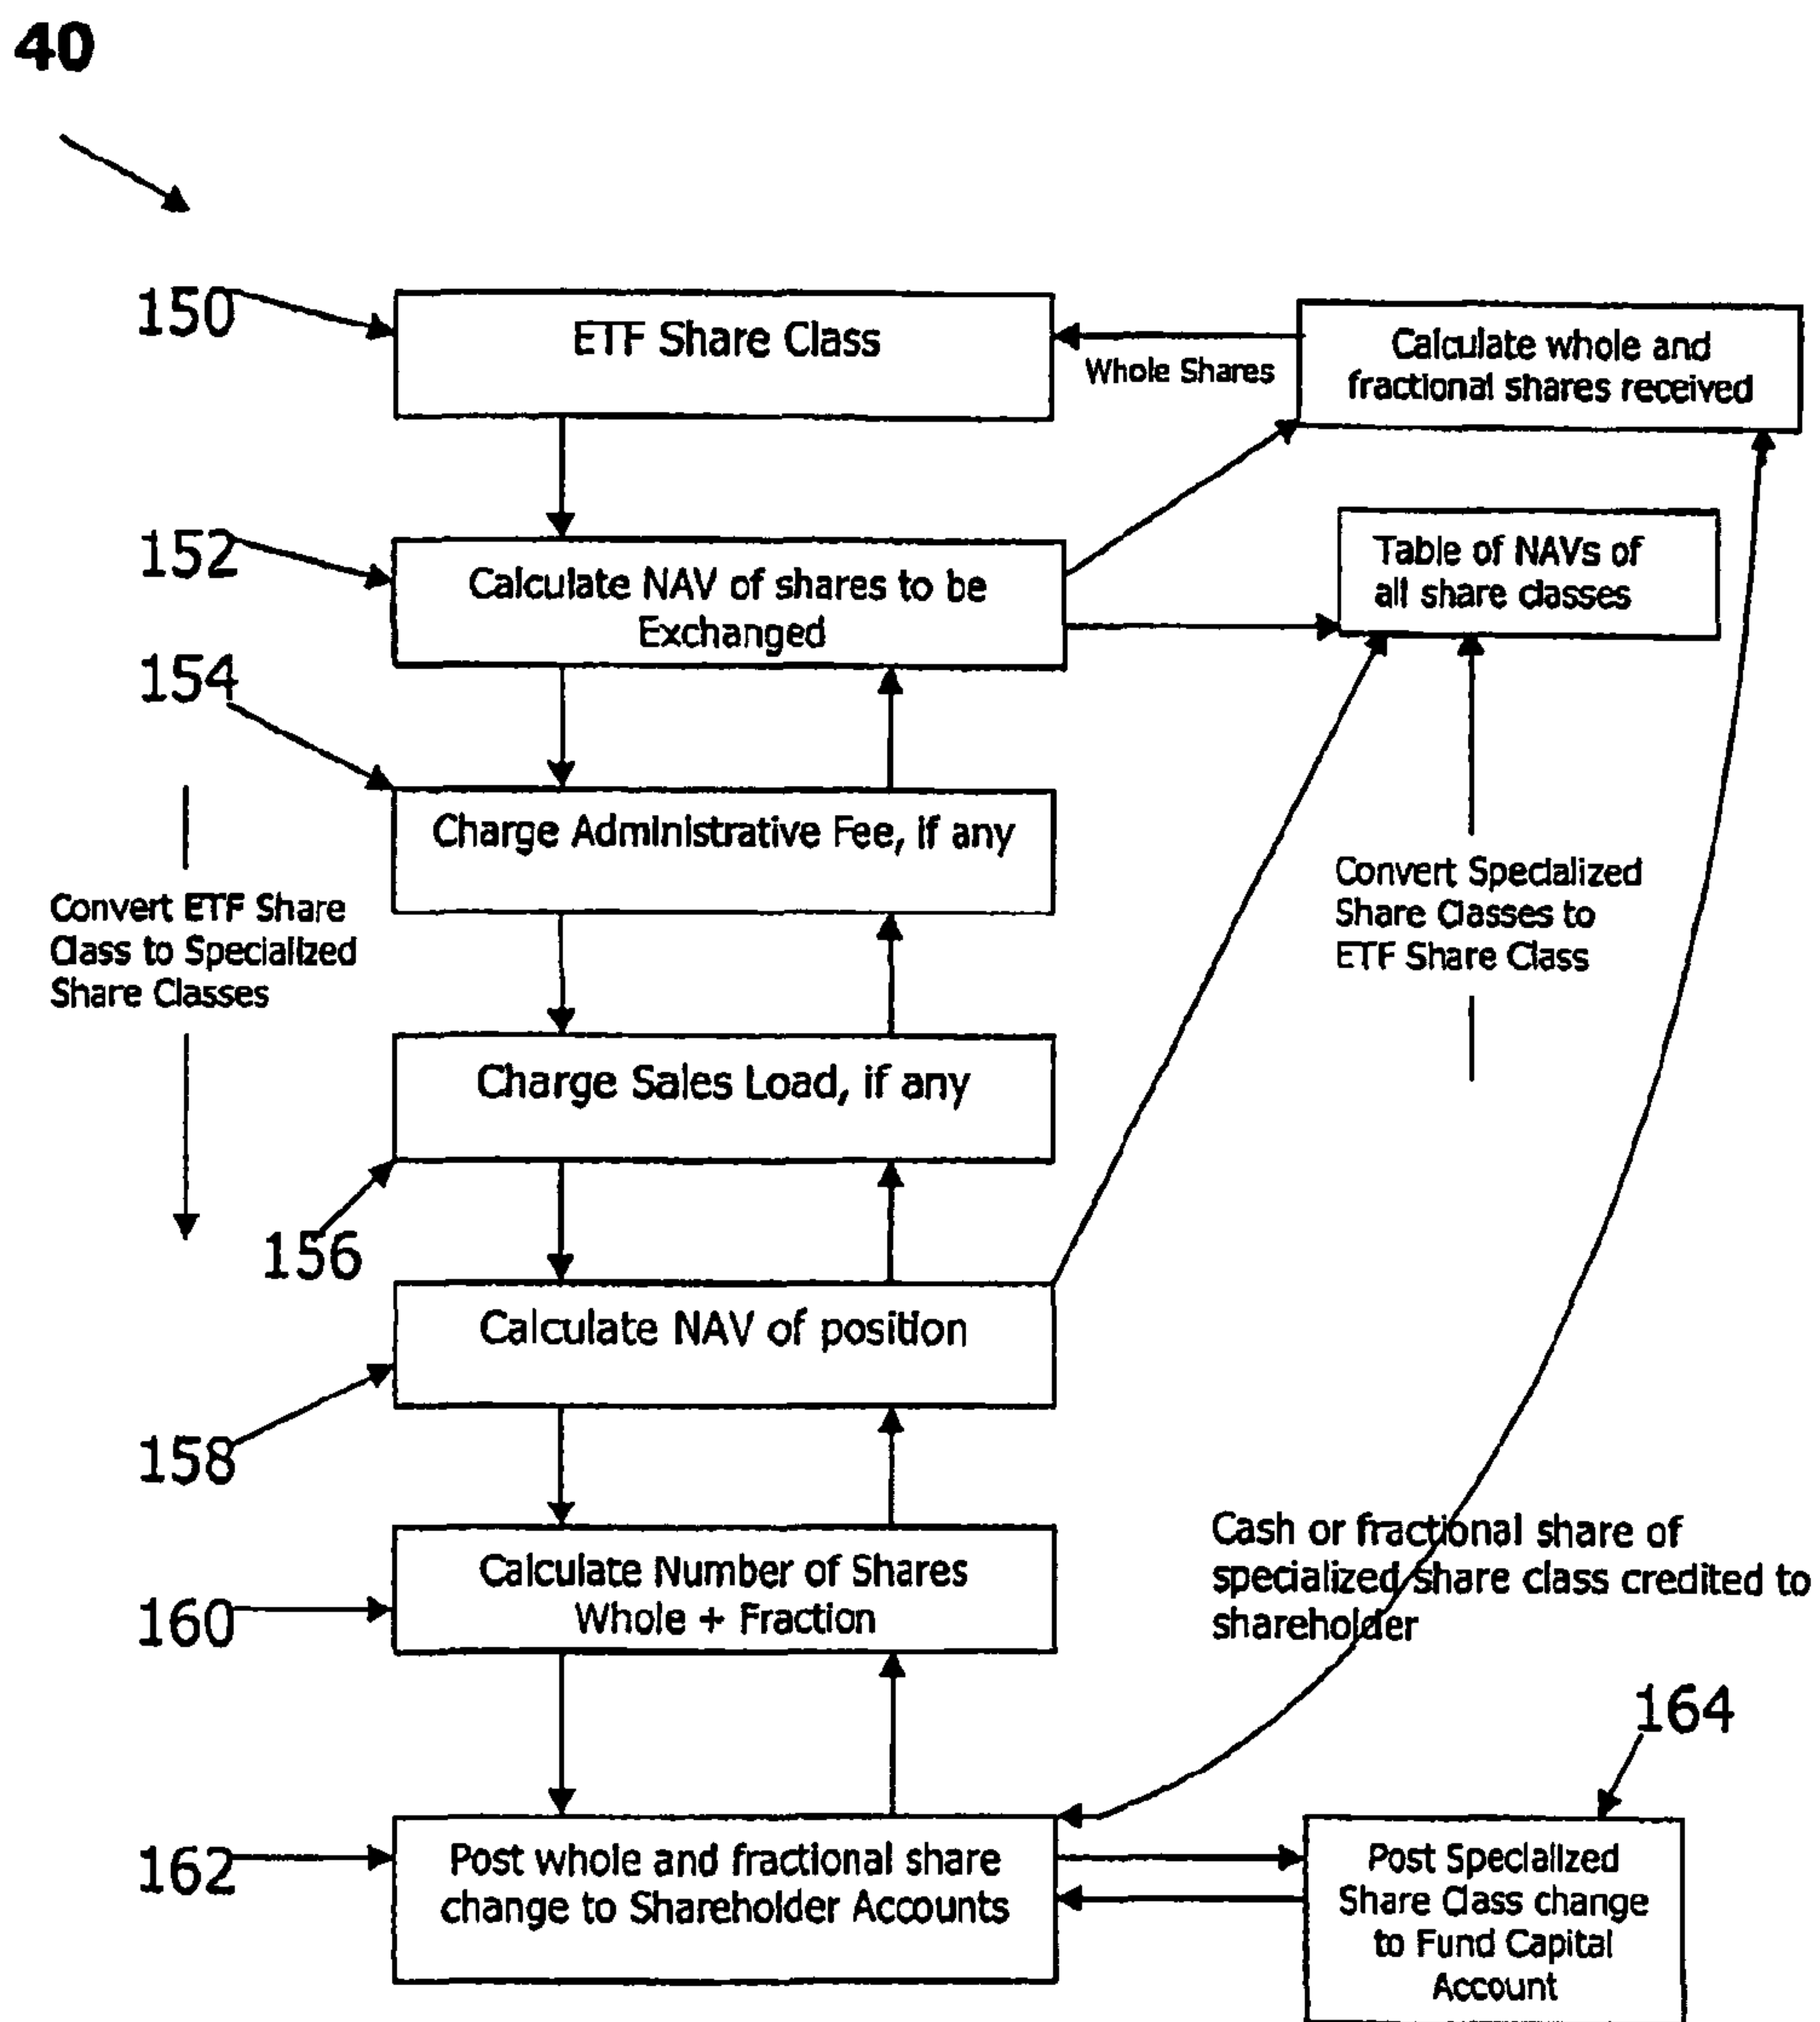 40
150
ETF Share Class
Whole Shares
Calculate whole and
fractional shares received
152
Calculate NAV of shares to be
Exchanged
Table of NAVs of
all share classes
154
Charge Administrative Fee, if any
Convert ETF Share
Class to Specialized
Share Classes
Convert Specialized
Share Classes to
ETF Share Class
Charge Sales Load, if any
156
Calculate NAV of position
158
Calculate Number of Shares
Whole + Fraction
160
Cash or fractional share of
specialized share class credited to
shareholder
164
162
Post whole and fractional share
change to Shareholder Accounts
Post Specialized
Share Class change
to Fund Capital
Account